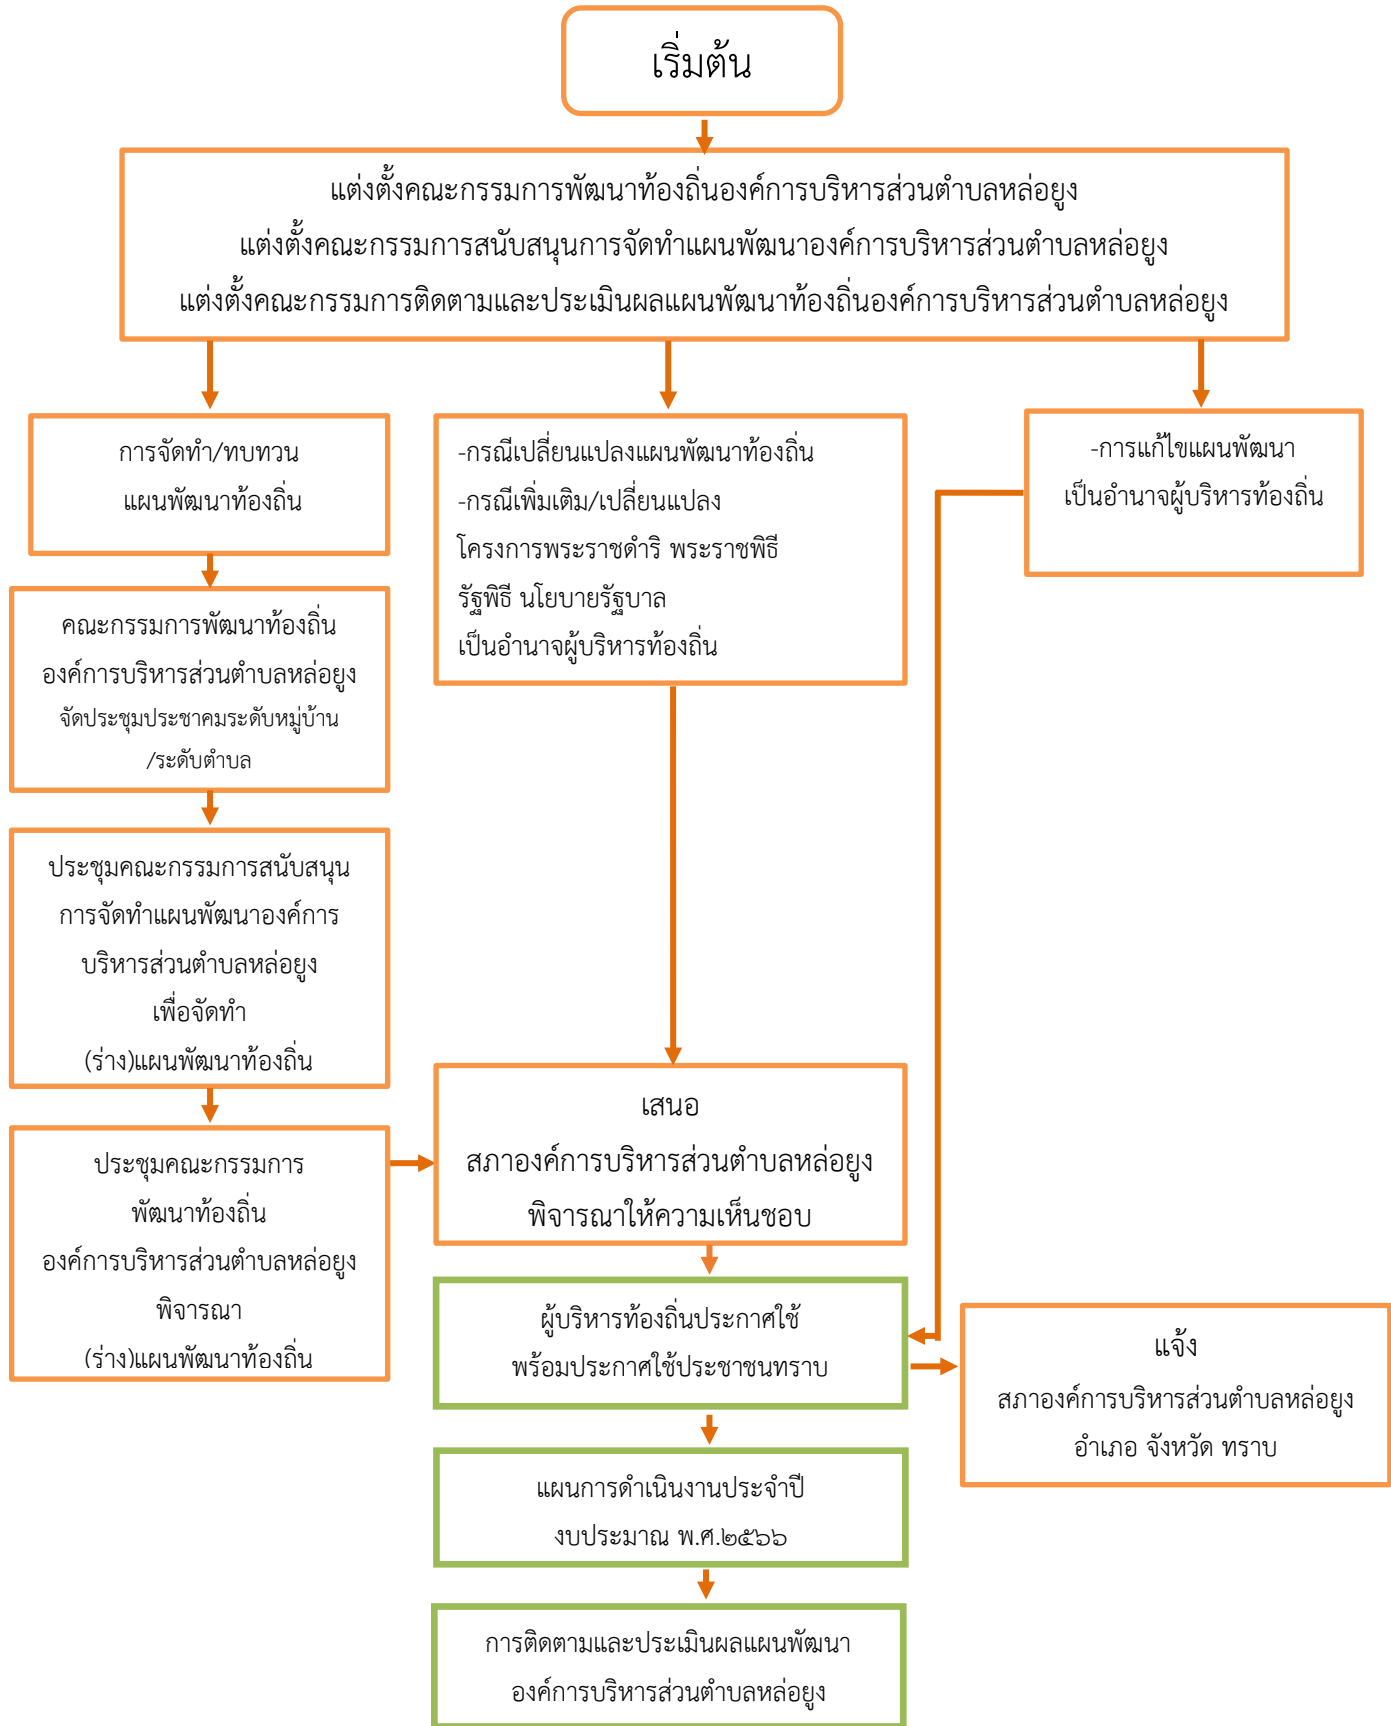 เริ่มต้น
แต่งตั้งคณะกรรมการพัฒนาท้องถิ่นองค์การบริหารส่วนตำบลหล่อยูง
แต่งตั้งคณะกรรมการสนับสนุนการจัดทำแผนพัฒนาองค์การบริหารส่วนตำบลหล่อยูง
แต่งตั้งคณะกรรมการติดตามและประเมินผลแผนพัฒนาท้องถิ่นองค์การบริหารส่วนตำบลหล่อยูง
การจัดทำ/ทบทวน
แผนพัฒนาท้องถิ่น
-กรณีเปลี่ยนแปลงแผนพัฒนาท้องถิ่น
-กรณีเพิ่มเติม/เปลี่ยนแปลง
โครงการพระราชดำริ พระราชพิธี
รัฐพิธี นโยบายรัฐบาล
เป็นอำนาจผู้บริหารท้องถิ่น
-การแก้ไขแผนพัฒนา
เป็นอำนาจผู้บริหารท้องถิ่น
คณะกรรมการพัฒนาท้องถิ่น
องค์การบริหารส่วนตำบลหล่อยูง
จัดประชุมประชาคมระดับหมู่บ้าน
/ระดับตำบล
ประชุมคณะกรรมการสนับสนุน
การจัดทำแผนพัฒนาองค์การ
บริหารส่วนตำบลหล่อยูง
เพื่อจัดทำ
(ร่าง)แผนพัฒนาท้องถิ่น
ประชุมคณะกรรมการ
พัฒนาท้องถิ่น
องค์การบริหารส่วนตำบลหล่อยูง
พิจารณา
(ร่าง)แผนพัฒนาท้องถิ่น
เสนอ
สภาองค์การบริหารส่วนตำบลหล่อยูง
พิจารณาให้ความเห็นชอบ
ผู้บริหารท้องถิ่นประกาศใช้
พร้อมประกาศใช้ประชาชนทราบ
แจ้ง
สภาองค์การบริหารส่วนตำบลหล่อยูง
อำเภอ จังหวัด ทราบ
แผนการดำเนินงานประจำปี
งบประมาณ พ.ศ.๒๕๖๖
การติดตามและประเมินผลแผนพัฒนา
องค์การบริหารส่วนตำบลหล่อยูง